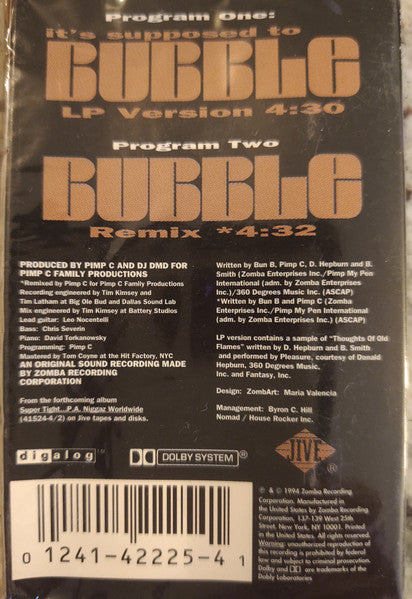 Program One:
it's supposed to
BUBBLE
LP Version 4:30
Program Two
BUBBLE
Remix *4:32
PRODUCED BY PIMP C AND DJ DMD FOR
PIMP C FAMILY PRODUCTIONS
*Remixed by Pimp C for Pimp C Family Productions
Recording engineered by Tim Kimsey and
Tim Latham at Big Ole Bud and Dallas Sound Lab
Mix engineered by Tim Kimsey at Battery Studios
Lead guitar: Leo Nocentelli
Bass: Chris Severin
Piano: David Torkanowsky
Programming: Pimp C
Mastered by Tom Coyne at the Hit Factory, NYC
AN ORIGINAL SOUND RECORDING MADE
BY ZOMBA RECORDING
CORPORATION
From the forthcoming album
Super Tight...P.A. Niggaz Worldwide
(41524-4/2) on Jive tapes and disks.
Written by Bun B, Pimp C, D. Hepburn and B.
Smith (Zomba Enterprises Inc./Pimp My Pen
International (adm. by Zomba Enterprises
Inc.)/360 Degrees Music Inc. (ASCAP)
*Written by Bun B and Pimp C (Zomba
Enterprises Inc./Pimp My Pen International
(adm. by Zomba Enterprises Inc.) (ASCAP)
LP version contains a sample of "Thoughts Of Old
Flames" written by D. Hepburn and B. Smith
and performed by Pleasure, courtesy of Donald
Hepburn, 360 Degrees Music,
Inc. and Fantasy, Inc.
Design: ZombArt: Maria Valencia
Management: Byron C. Hill
Nomad / House Rocker Inc.
digalog™
DOLBY SYSTEM®
JIVE
®
℗ & © 1994 Zomba Recording
Corporation. Manufactured in
the United States by Zomba Recording
Corporation, 137-139 West 25th
Street, New York, NY 10001. Printed
in the United States. All rights reserved.
Warning: unauthorized reproduction of
this recording is prohibited by federal
law and subject to criminal prosecution.
Dolby and DD are trademarks of the
Dolby Laboratories
0 1241-42225-4 1